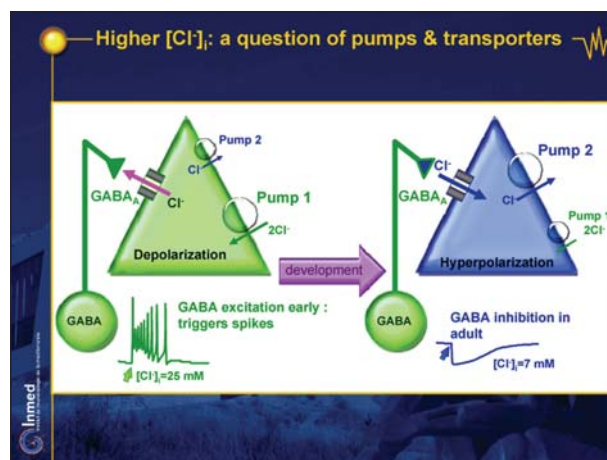 Higher [Cl-]i: a question of pumps & transporters
Pump 2
Cl-
GABAA
Cl-
Pump 1
2Cl-
Depolarization
GABA
GABA excitation early :
triggers spikes
[Cl-]i=25 mM
development
Cl-
GABAA
Pump 2
Cl-
Pump 1
2Cl-
Hyperpolarization
GABA
GABA inhibition in
adult
[Cl-]i=7 mM
Inmed